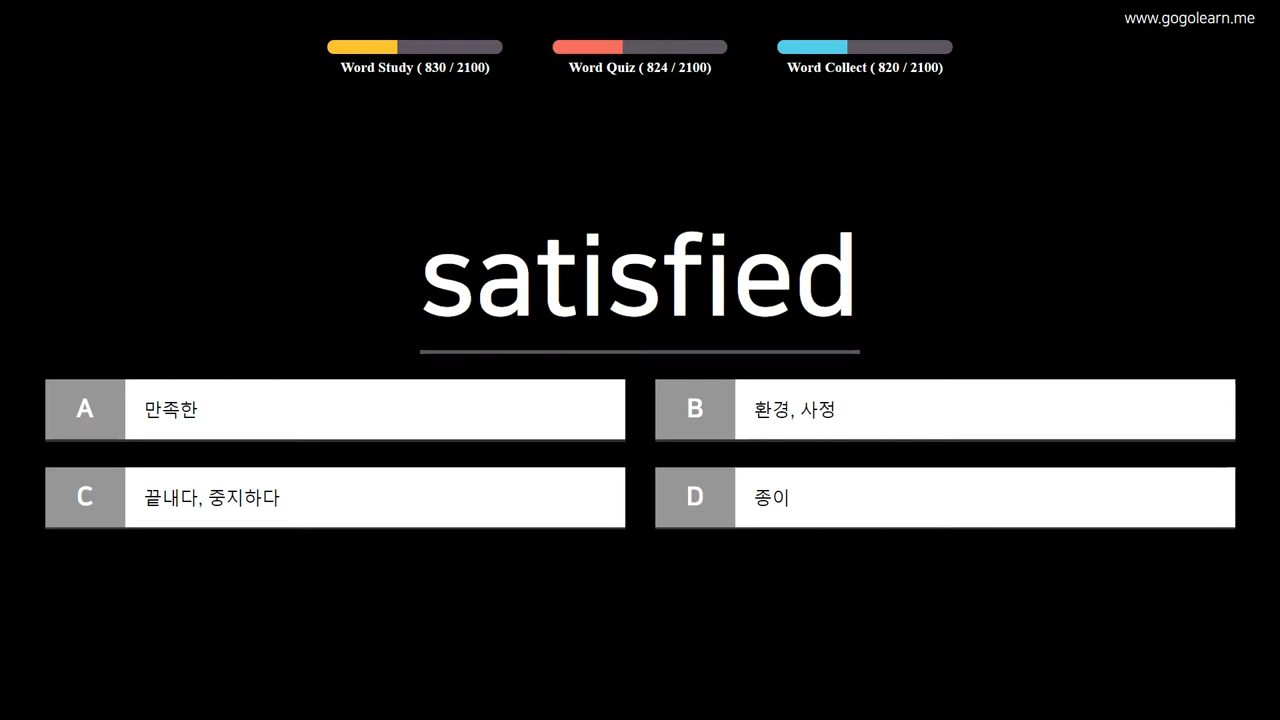 www.gogolearn.me
Word Study ( 830 / 2100)
Word Quiz ( 824 / 2100)
Word Collect ( 820 / 2100)
satisfied
A 만족한
B 환경, 사정
C 끝내다, 중지하다
D 종이